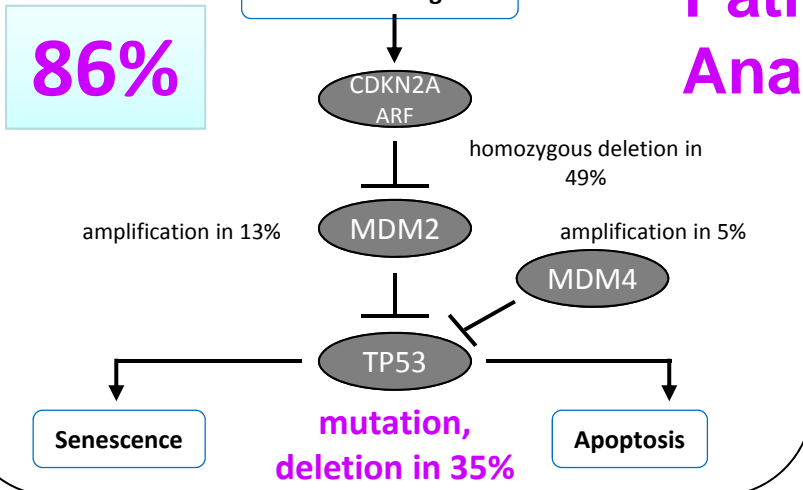 86%
CDKN2A
ARF
homozygous deletion in
49%
amplification in 13%
MDM2
amplification in 5%
MDM4
TP53
mutation,
deletion in 35%
Senescence
Apoptosis